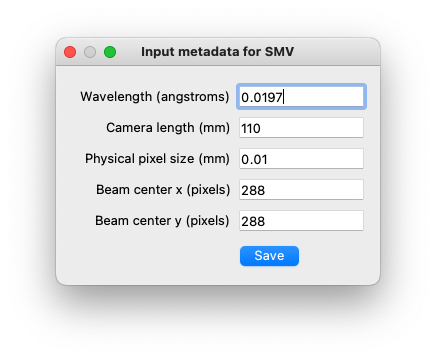 Input metadata for SMV
Wavelength (angstroms) 0.0197
Camera length (mm) 110
Physical pixel size (mm) 0.01
Beam center x (pixels) 288
Beam center y (pixels) 288
Save